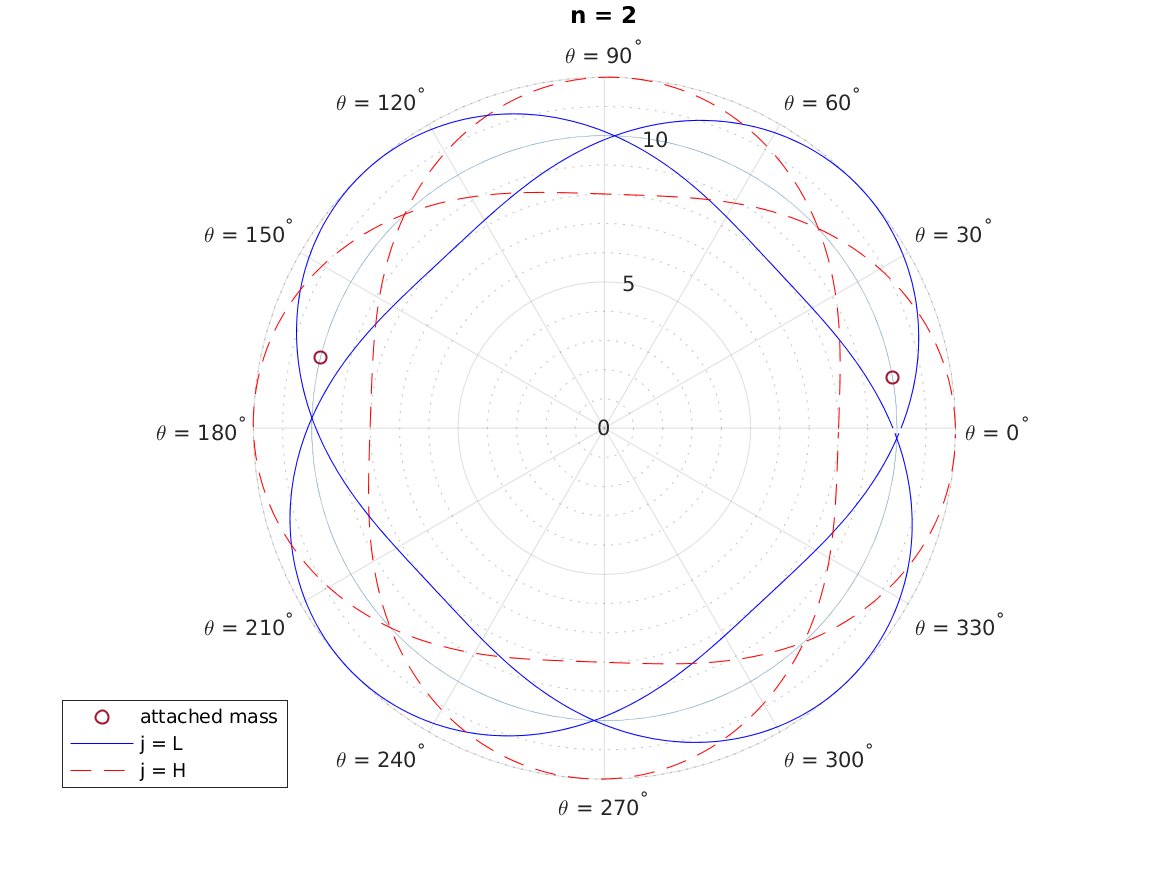 n = 2
θ = 90°
θ = 120°
θ = 60°
10
θ = 150°
θ = 30°
5
θ = 180°
0
θ = 0°
θ = 210°
θ = 330°
θ = 240°
θ = 300°
θ = 270°
attached mass
j = L
j = H